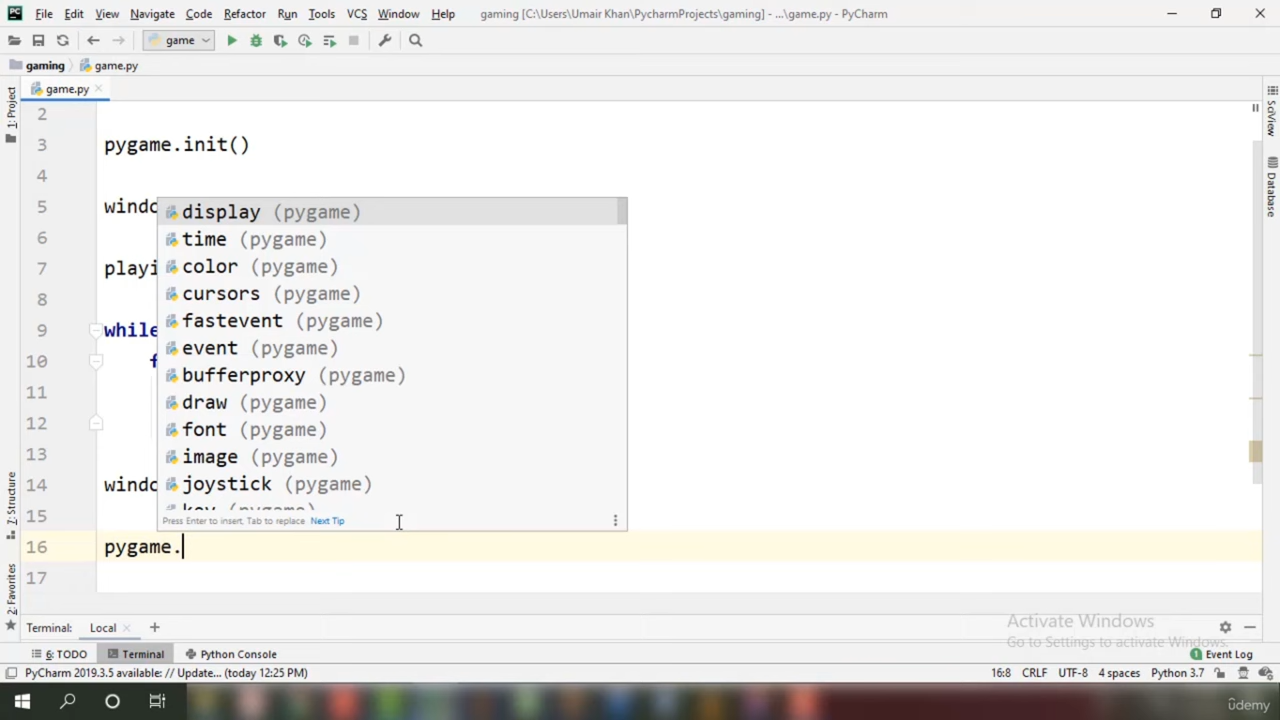 File Edit View Navigate Code Refactor Run Tools VCS Window Help gaming [C:\Users\Umair Khan\PycharmProjects\gaming] - ...\game.py - PyCharm
game
gaming game.py
game.py
1: Project
SciView
Database
2
3 pygame.init()
4
5 windo
6
7 playi
8
9 while
10 f
11
12
13
14 windo
15
16 pygame.
17
display (pygame)
time (pygame)
color (pygame)
cursors (pygame)
fastevent (pygame)
event (pygame)
bufferproxy (pygame)
draw (pygame)
font (pygame)
image (pygame)
joystick (pygame)
key (pygame)
Press Enter to insert, Tab to replace Next Tip
7: Structure
2: Favorites
Activate Windows
Go to Settings to activate Windows.
Terminal: Local
6: TODO Terminal Python Console 1 Event Log
PyCharm 2019.3.5 available: // Update... (today 12:25 PM) 16:8 CRLF UTF-8 4 spaces Python 3.7
ûdemy